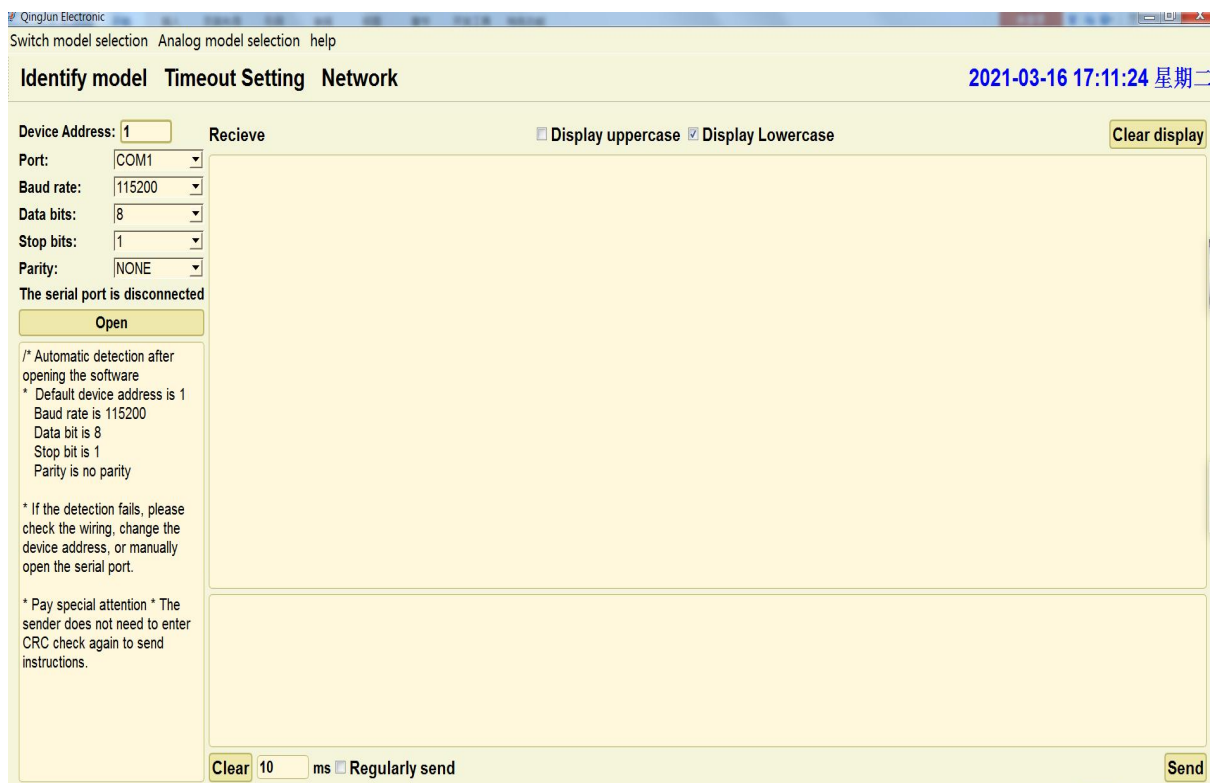 QingJun Electronic
Switch model selection Analog model selection help
Identify model Timeout Setting Network
2021-03-16 17:11:24 星期二
Device Address: 1
Port: COM1
Baud rate: 115200
Data bits: 8
Stop bits: 1
Parity: NONE
The serial port is disconnected
Open
/* Automatic detection after
opening the software
* Default device address is 1
Baud rate is 115200
Data bit is 8
Stop bit is 1
Parity is no parity
* If the detection fails, please
check the wiring, change the
device address, or manually
open the serial port.
* Pay special attention * The
sender does not need to enter
CRC check again to send
instructions.
Recieve
Display uppercase Display Lowercase
Clear display
Clear 10 ms Regularly send
Send